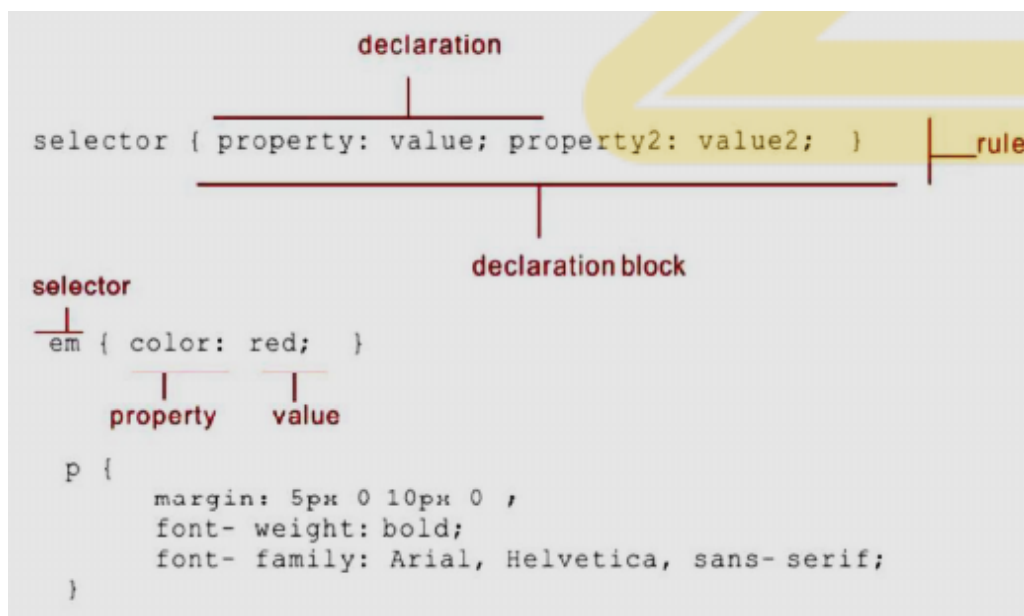 declaration
selector { property: value; property2: value2; }
rule
declaration block
selector
em { color: red; }
property value
p {
margin: 5px 0 10px 0 ;
font- weight: bold;
font- family: Arial, Helvetica, sans- serif;
}